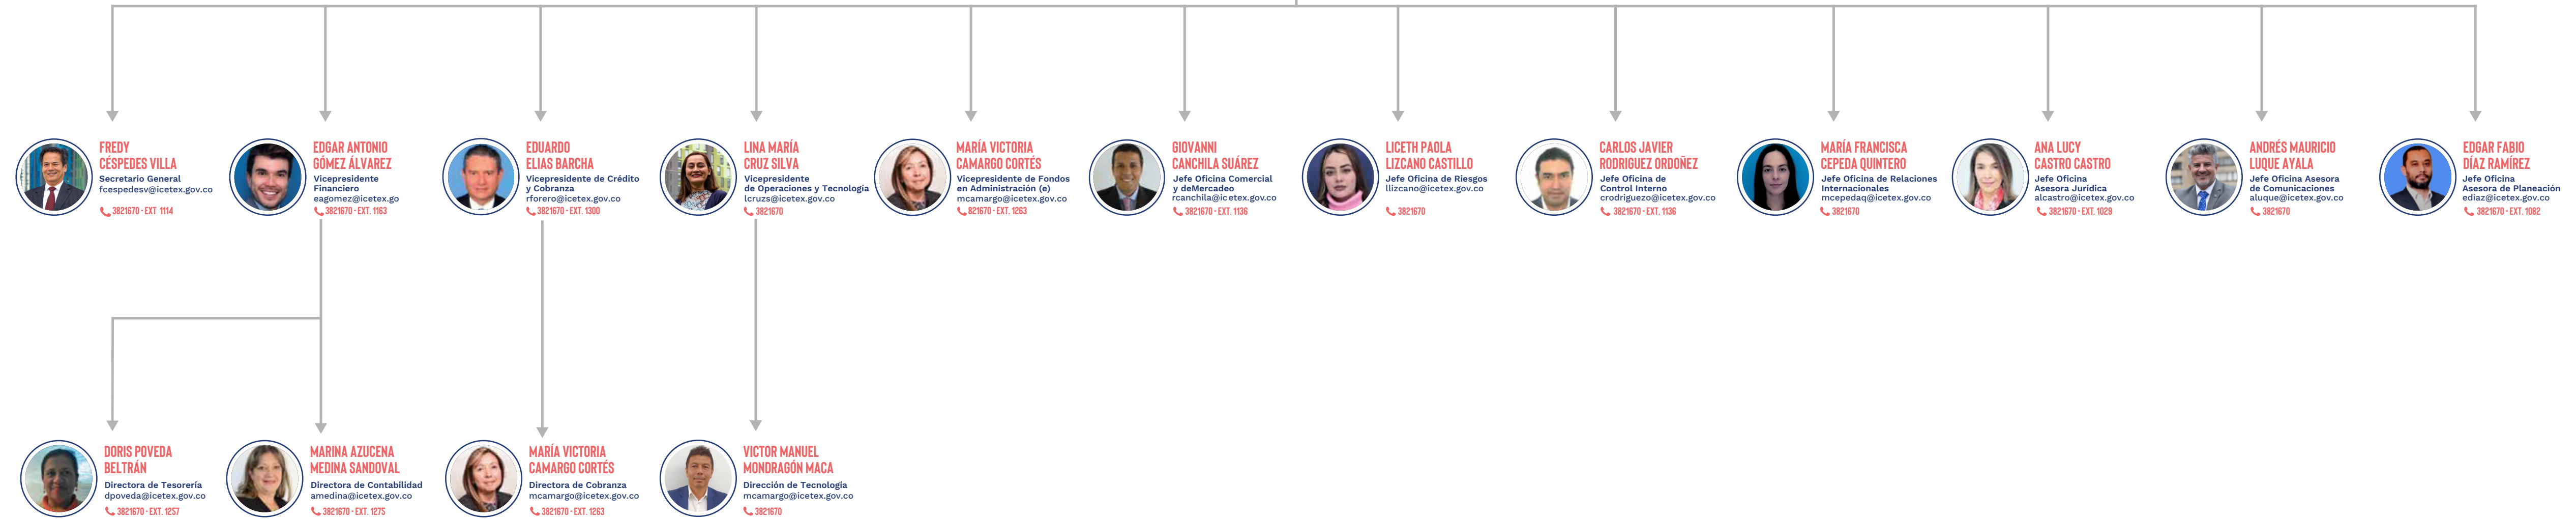 FREDY
CÉSPEDES VILLA
Secretario General
fcespedesv@icetex.gov.co
3821670 - EXT 1114
EDGAR ANTONIO
GÓMEZ ÁLVAREZ
Vicepresidente
Financiero
eagomez@icetex.go
3821670 - EXT. 1163
EDUARDO
ELIAS BARCHA
Vicepresidente de Crédito
y Cobranza
rforero@icetex.gov.co
3821670 - EXT. 1300
LINA MARÍA
CRUZ SILVA
Vicepresidente
de Operaciones y Tecnología
lcruzs@icetex.gov.co
3821670
MARÍA VICTORIA
CAMARGO CORTÉS
Vicepresidente de Fondos
en Administración (e)
mcamargo@icetex.gov.co
821670 - EXT. 1263
GIOVANNI
CANCHILA SUÁREZ
Jefe Oficina Comercial
y deMercadeo
rcanchila@icetex.gov.co
3821670 - EXT. 1136
LICETH PAOLA
LIZCANO CASTILLO
Jefe Oficina de Riesgos
llizcano@icetex.gov.co
3821670
CARLOS JAVIER
RODRIGUEZ ORDOÑEZ
Jefe Oficina de
Control Interno
crodriguezo@icetex.gov.co
3821670 - EXT. 1136
MARÍA FRANCISCA
CEPEDA QUINTERO
Jefe Oficina de Relaciones
Internacionales
mcepedaq@icetex.gov.co
3821670
ANA LUCY
CASTRO CASTRO
Jefe Oficina
Asesora Jurídica
alcastro@icetex.gov.co
3821670 - EXT. 1029
ANDRÉS MAURICIO
LUQUE AYALA
Jefe Oficina Asesora
de Comunicaciones
aluque@icetex.gov.co
3821670
EDGAR FABIO
DÍAZ RAMÍREZ
Jefe Oficina
Asesora de Planeación
ediaz@icetex.gov.co
3821670 - EXT. 1082
DORIS POVEDA
BELTRÁN
Directora de Tesorería
dpoveda@icetex.gov.co
3821670 - EXT. 1257
MARINA AZUCENA
MEDINA SANDOVAL
Directora de Contabilidad
amedina@icetex.gov.co
3821670 - EXT. 1275
MARÍA VICTORIA
CAMARGO CORTÉS
Directora de Cobranza
mcamargo@icetex.gov.co
3821670 - EXT. 1263
VICTOR MANUEL
MONDRAGÓN MACA
Dirección de Tecnología
mcamargo@icetex.gov.co
3821670